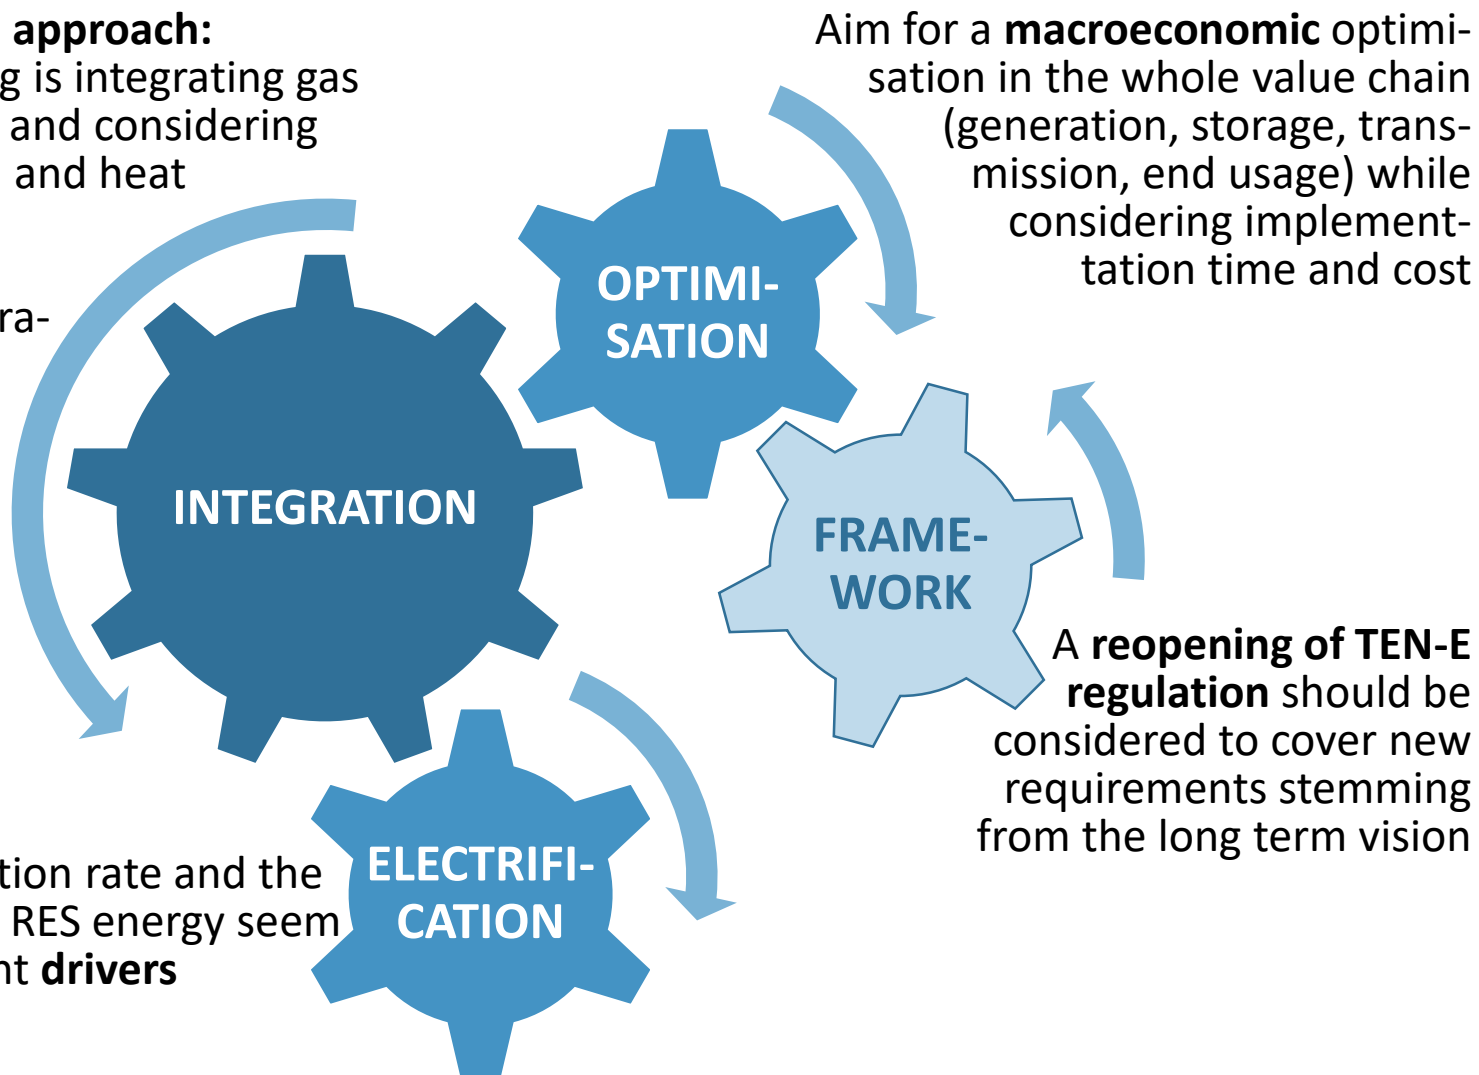 approach:
g is integrating gas
and considering
and heat
ra-
Aim for a macroeconomic optimi-
sation in the whole value chain
(generation, storage, trans-
mission, end usage) while
considering implement-
tation time and cost
OPTIMI-
SATION
INTEGRATION
FRAME-
WORK
A reopening of TEN-E
regulation should be
considered to cover new
requirements stemming
from the long term vision
tion rate and the
RES energy seem
nt drivers
ELECTRIFI-
CATION